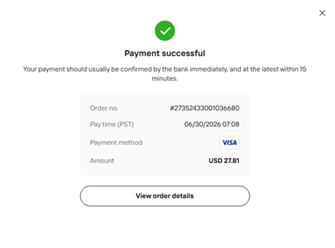 Payment successful
Your payment should usually be confirmed by the bank immediately, and at the latest within 15
minutes.
Order no. #27352433001036680
Pay time (PST) 06/30/2026 07:08
Payment method VISA
Amount USD 27.81
View order details